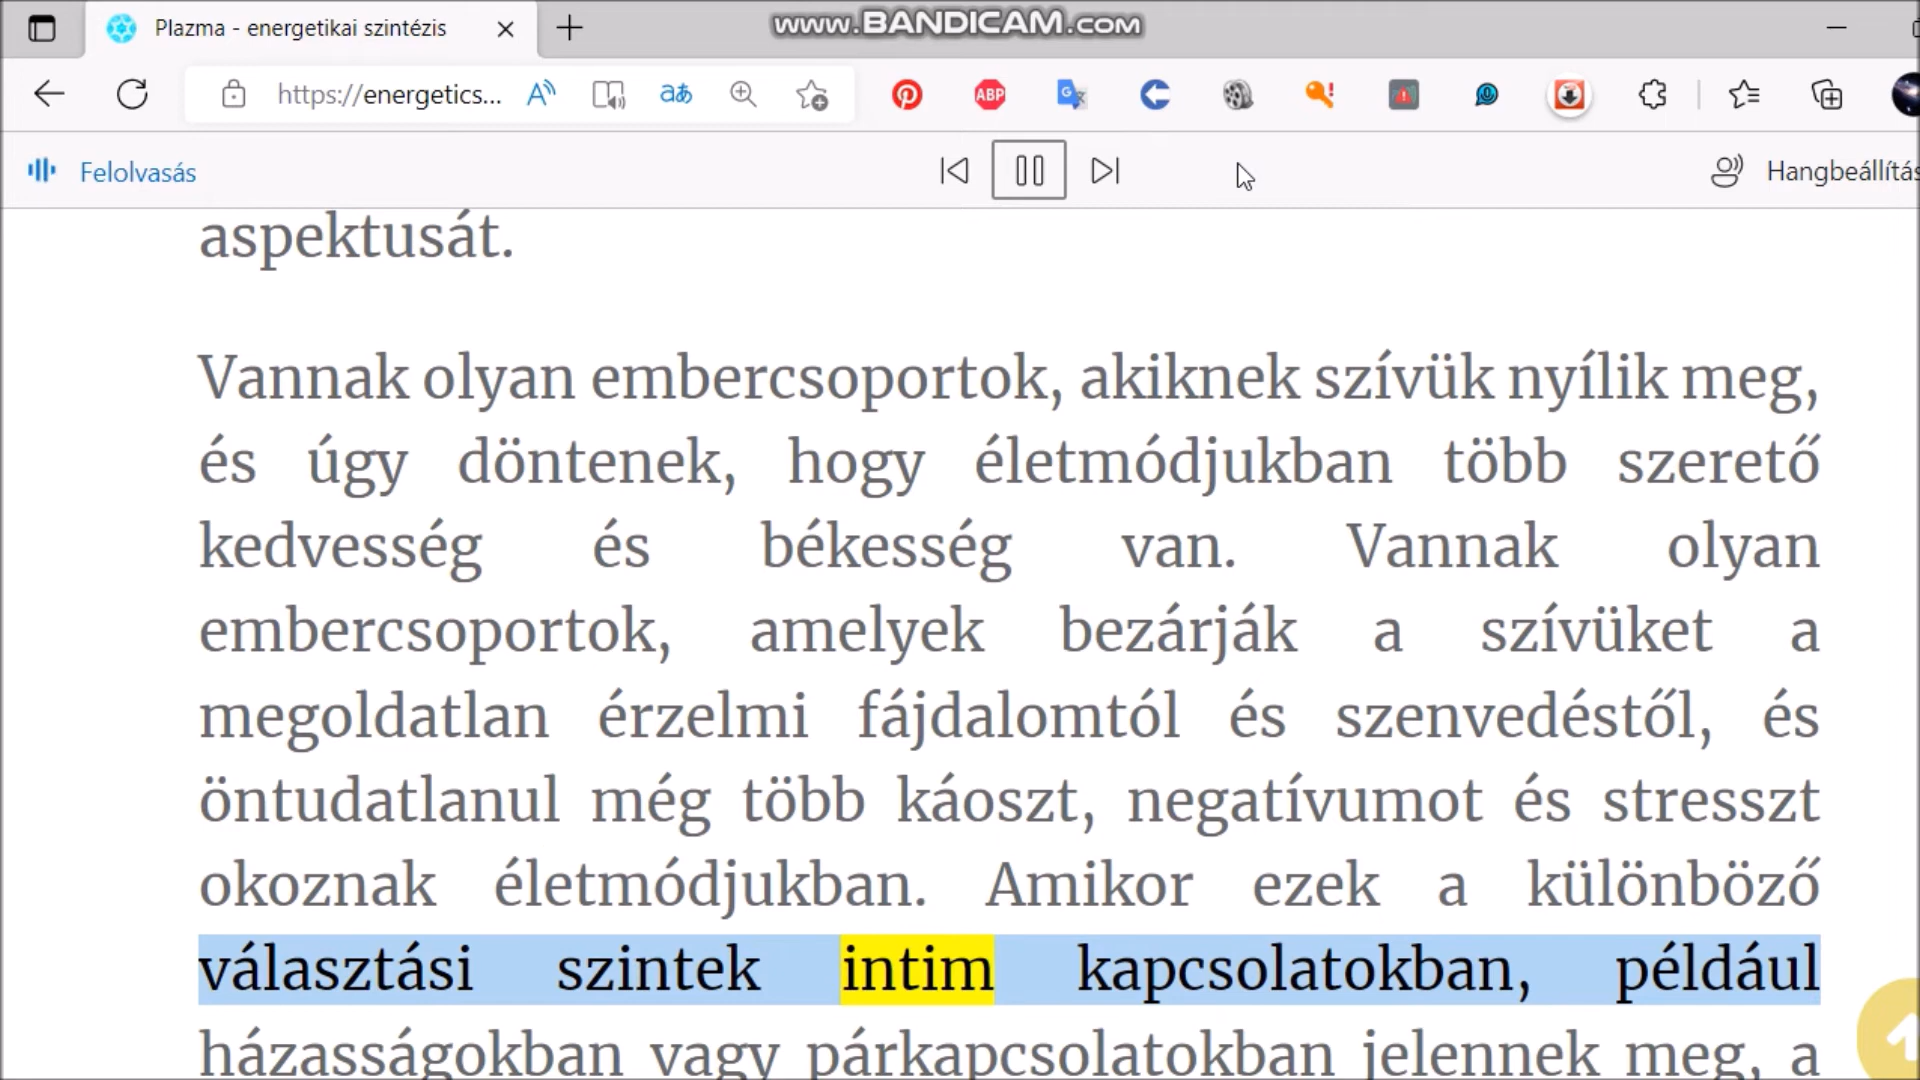 Plazma - energetikai szintézis
www.BANDICAM.com
https://energetics...
Felolvasás
Hangbeállítás
aspektusát.
Vannak olyan embercsoportok, akiknek szívük nyílik meg,
és úgy döntenek, hogy életmódjukban több szerető
kedvesség és békesség van. Vannak olyan
embercsoportok, amelyek bezárják a szívüket a
megoldatlan érzelmi fájdalomtól és szenvedéstől, és
öntudatlanul még több káoszt, negatívumot és stresszt
okoznak életmódjukban. Amikor ezek a különböző
választási szintek intim kapcsolatokban, például
házasságokban vagy párkapcsolatokban jelennek meg, a